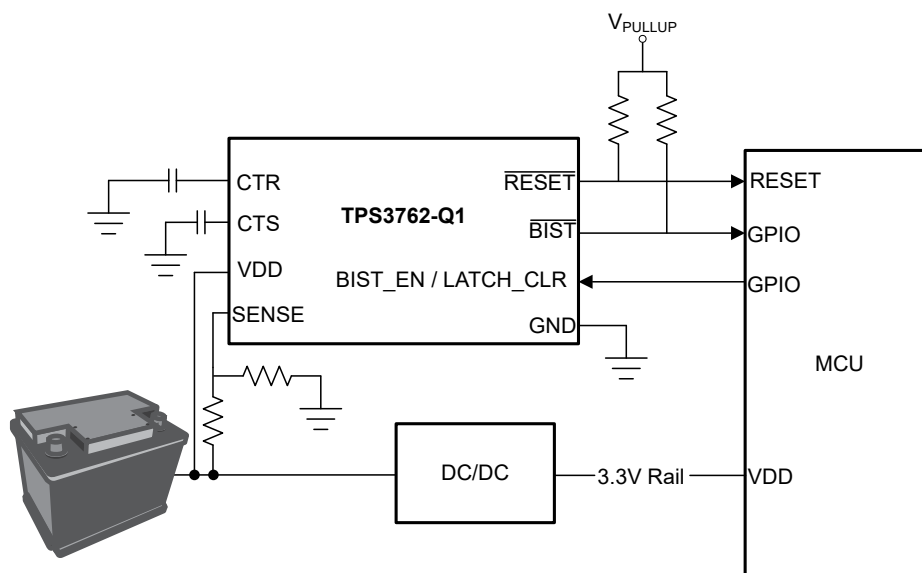 VPULLUP
CTR
RESET
RESET
CTS
TPS3762-Q1
BIST
GPIO
VDD
BIST_EN / LATCH_CLR
GPIO
SENSE
GND
MCU
DC/DC
3.3V Rail
VDD